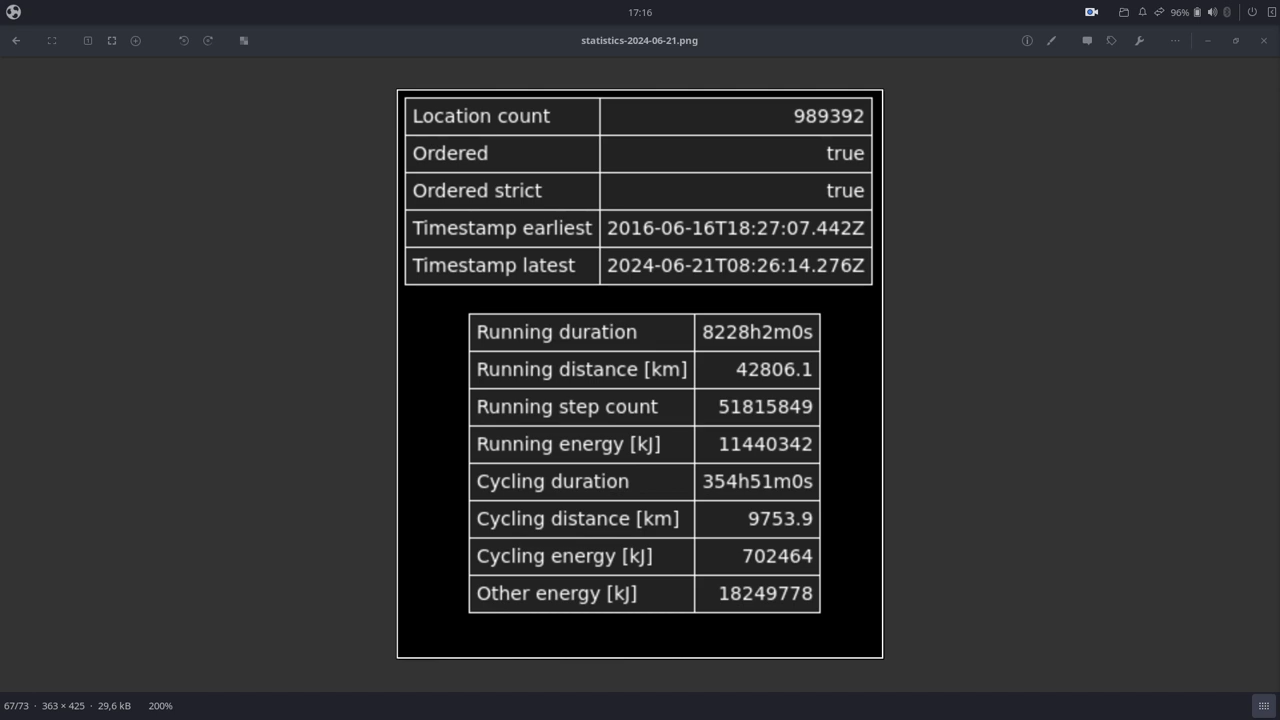 17:16
96%
statistics-2024-06-21.png
Location count 989392
Ordered true
Ordered strict true
Timestamp earliest 2016-06-16T18:27:07.442Z
Timestamp latest 2024-06-21T08:26:14.276Z
Running duration 8228h2m0s
Running distance [km] 42806.1
Running step count 51815849
Running energy [kJ] 11440342
Cycling duration 354h51m0s
Cycling distance [km] 9753.9
Cycling energy [kJ] 702464
Other energy [kJ] 18249778
67/73 · 363 × 425 · 29,6 kB 200%